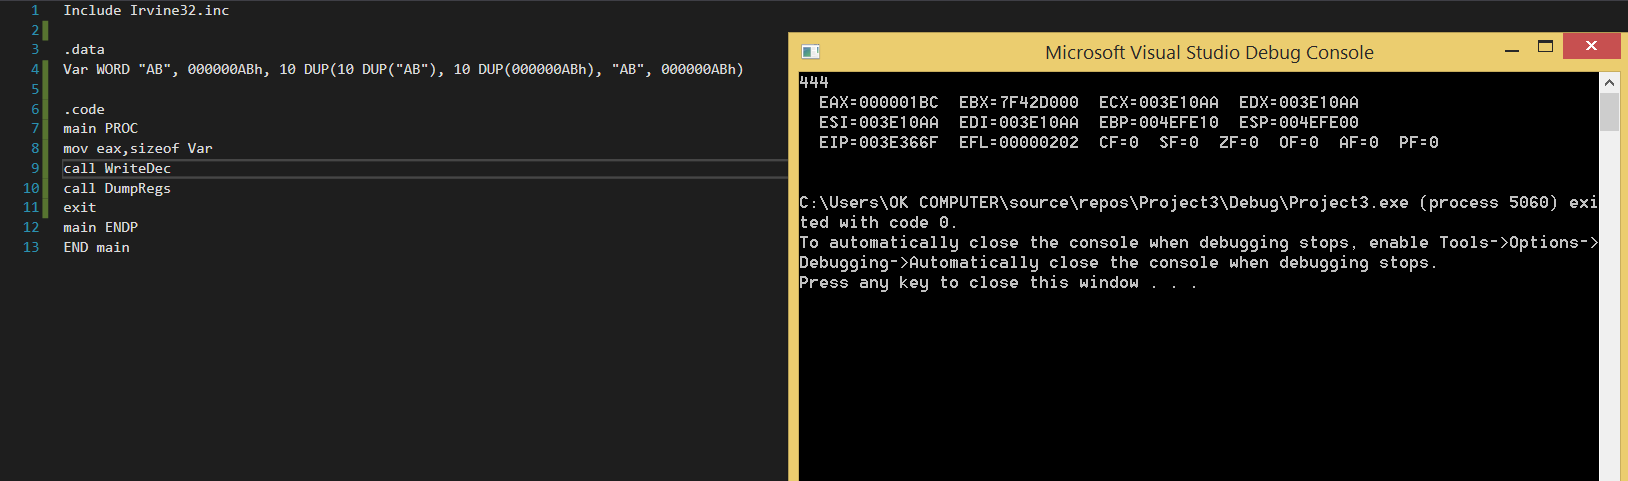 1 Include Irvine32.inc
2
3 .data
4 Var WORD "AB", 000000ABh, 10 DUP(10 DUP("AB"), 10 DUP(000000ABh), "AB", 000000ABh)
5
6 .code
7 main PROC
8 mov eax,sizeof Var
9 call WriteDec
10 call DumpRegs
11 exit
12 main ENDP
13 END main
Microsoft Visual Studio Debug Console
444
EAX=000001BC EBX=7F42D000 ECX=003E10AA EDX=003E10AA
ESI=003E10AA EDI=003E10AA EBP=004EFE10 ESP=004EFE00
EIP=003E366F EFL=00000202 CF=0 SF=0 ZF=0 OF=0 AF=0 PF=0
C:\Users\OK COMPUTER\source\repos\Project3\Debug\Project3.exe (process 5060) exi
ted with code 0.
To automatically close the console when debugging stops, enable Tools->Options->
Debugging->Automatically close the console when debugging stops.
Press any key to close this window . . .